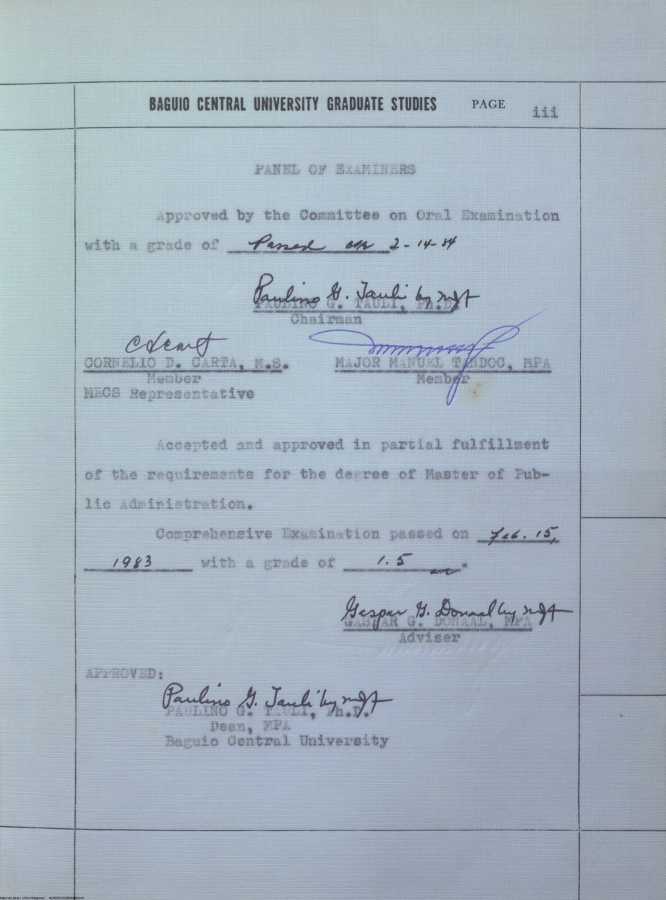 BAGUIO CENTRAL UNIVERSITY GRADUATE STUDIES PAGE iii
PANEL OF EXAMINERS
Approved by the Committee on Oral Examination
with a grade of Passed on 2-14-84
Paulino G. Tauli by mgt
PAULINO G. TAULI, Ph.D.
Chairman
CORNELIO D. CARTA, M.S. MAJOR MANUEL TABDOC, MPA
Member Member
MECS Representative
Accepted and approved in partial fulfillment
of the requirements for the degree of Master of Pub-
lic Administration.
Comprehensive Examination passed on Feb. 15,
1983 with a grade of 1.5 .
Gaspar G. Donaal by mgt
GASPAR G. DONAAL, MPA
Adviser
APPROVED:
Paulino G. Tauli by mgt
PAULINO G. TAULI, Ph.D.
Dean, MPA
Baguio Central University